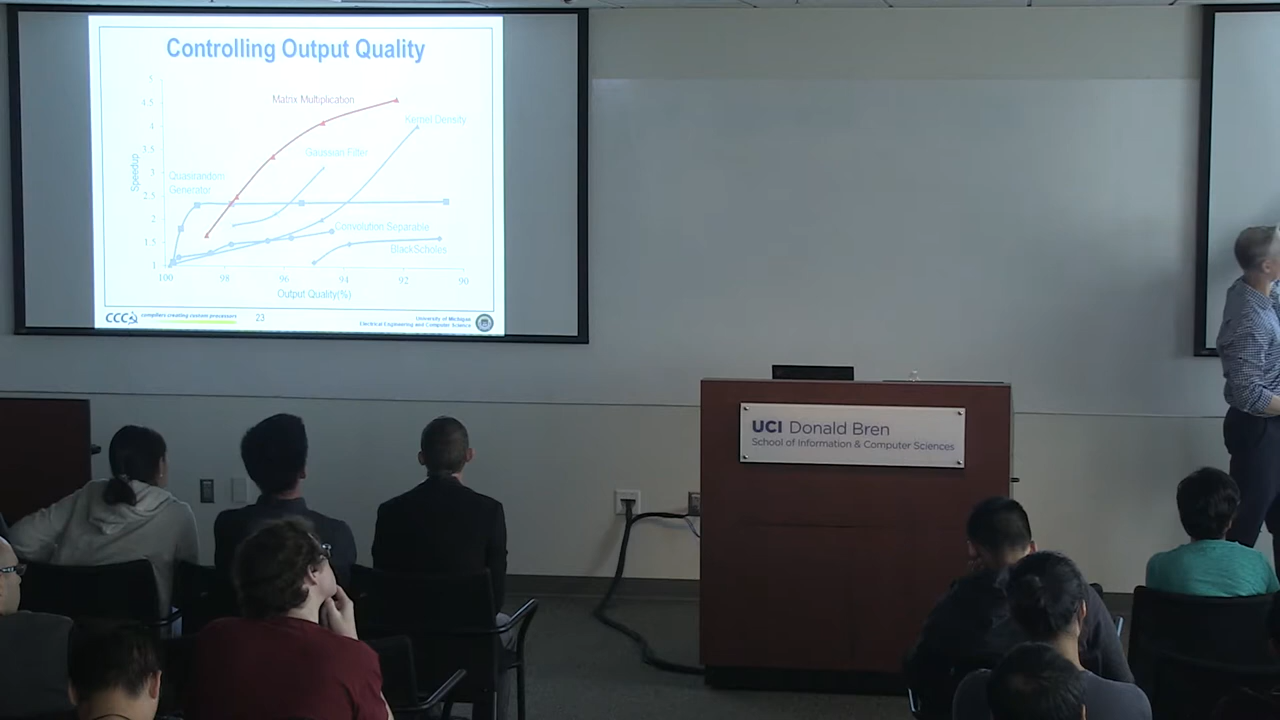 Controlling Output Quality
5
4.5
4
3.5
3
2.5
2
1.5
1
Speedup
Matrix Multiplication
Kernel Density
Gaussian Filter
Quasirandom
Generator
Convolution Separable
BlackScholes
100
98
96
94
92
90
Output Quality(%)
CCC
compilers creating custom processors
23
University of Michigan
Electrical Engineering and Computer Science
UCI Donald Bren
School of Information & Computer Sciences